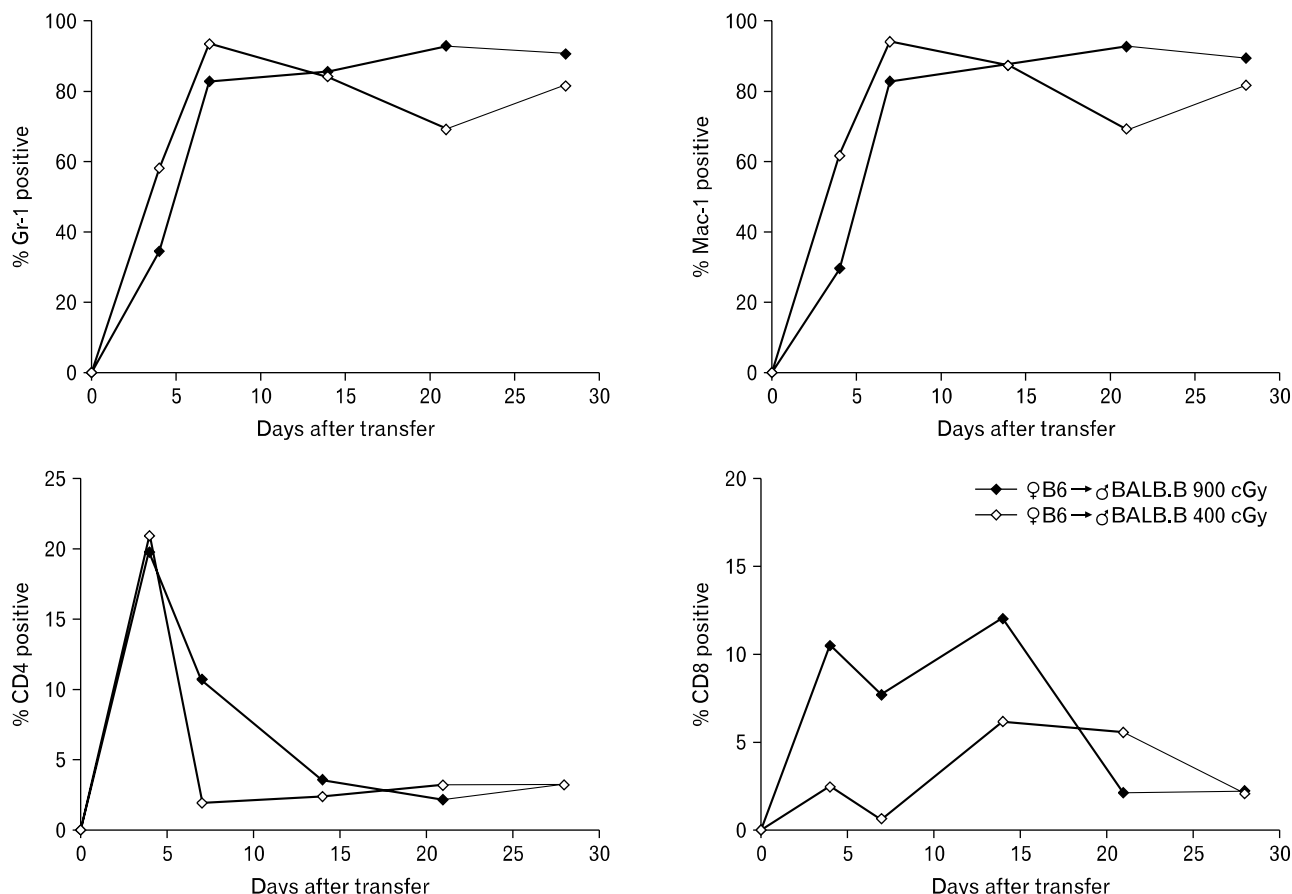 100
80
60
40
20
0
% Gr-1 positive
0 5 10 15 20 25 30
Days after transfer
100
80
60
40
20
0
% Mac-1 positive
0 5 10 15 20 25 30
Days after transfer
25
20
15
10
5
0
% CD4 positive
0 5 10 15 20 25 30
Days after transfer
20
15
10
5
0
% CD8 positive
♀B6→♂BALB.B 900 cGy
♀B6→♂BALB.B 400 cGy
0 5 10 15 20 25 30
Days after transfer